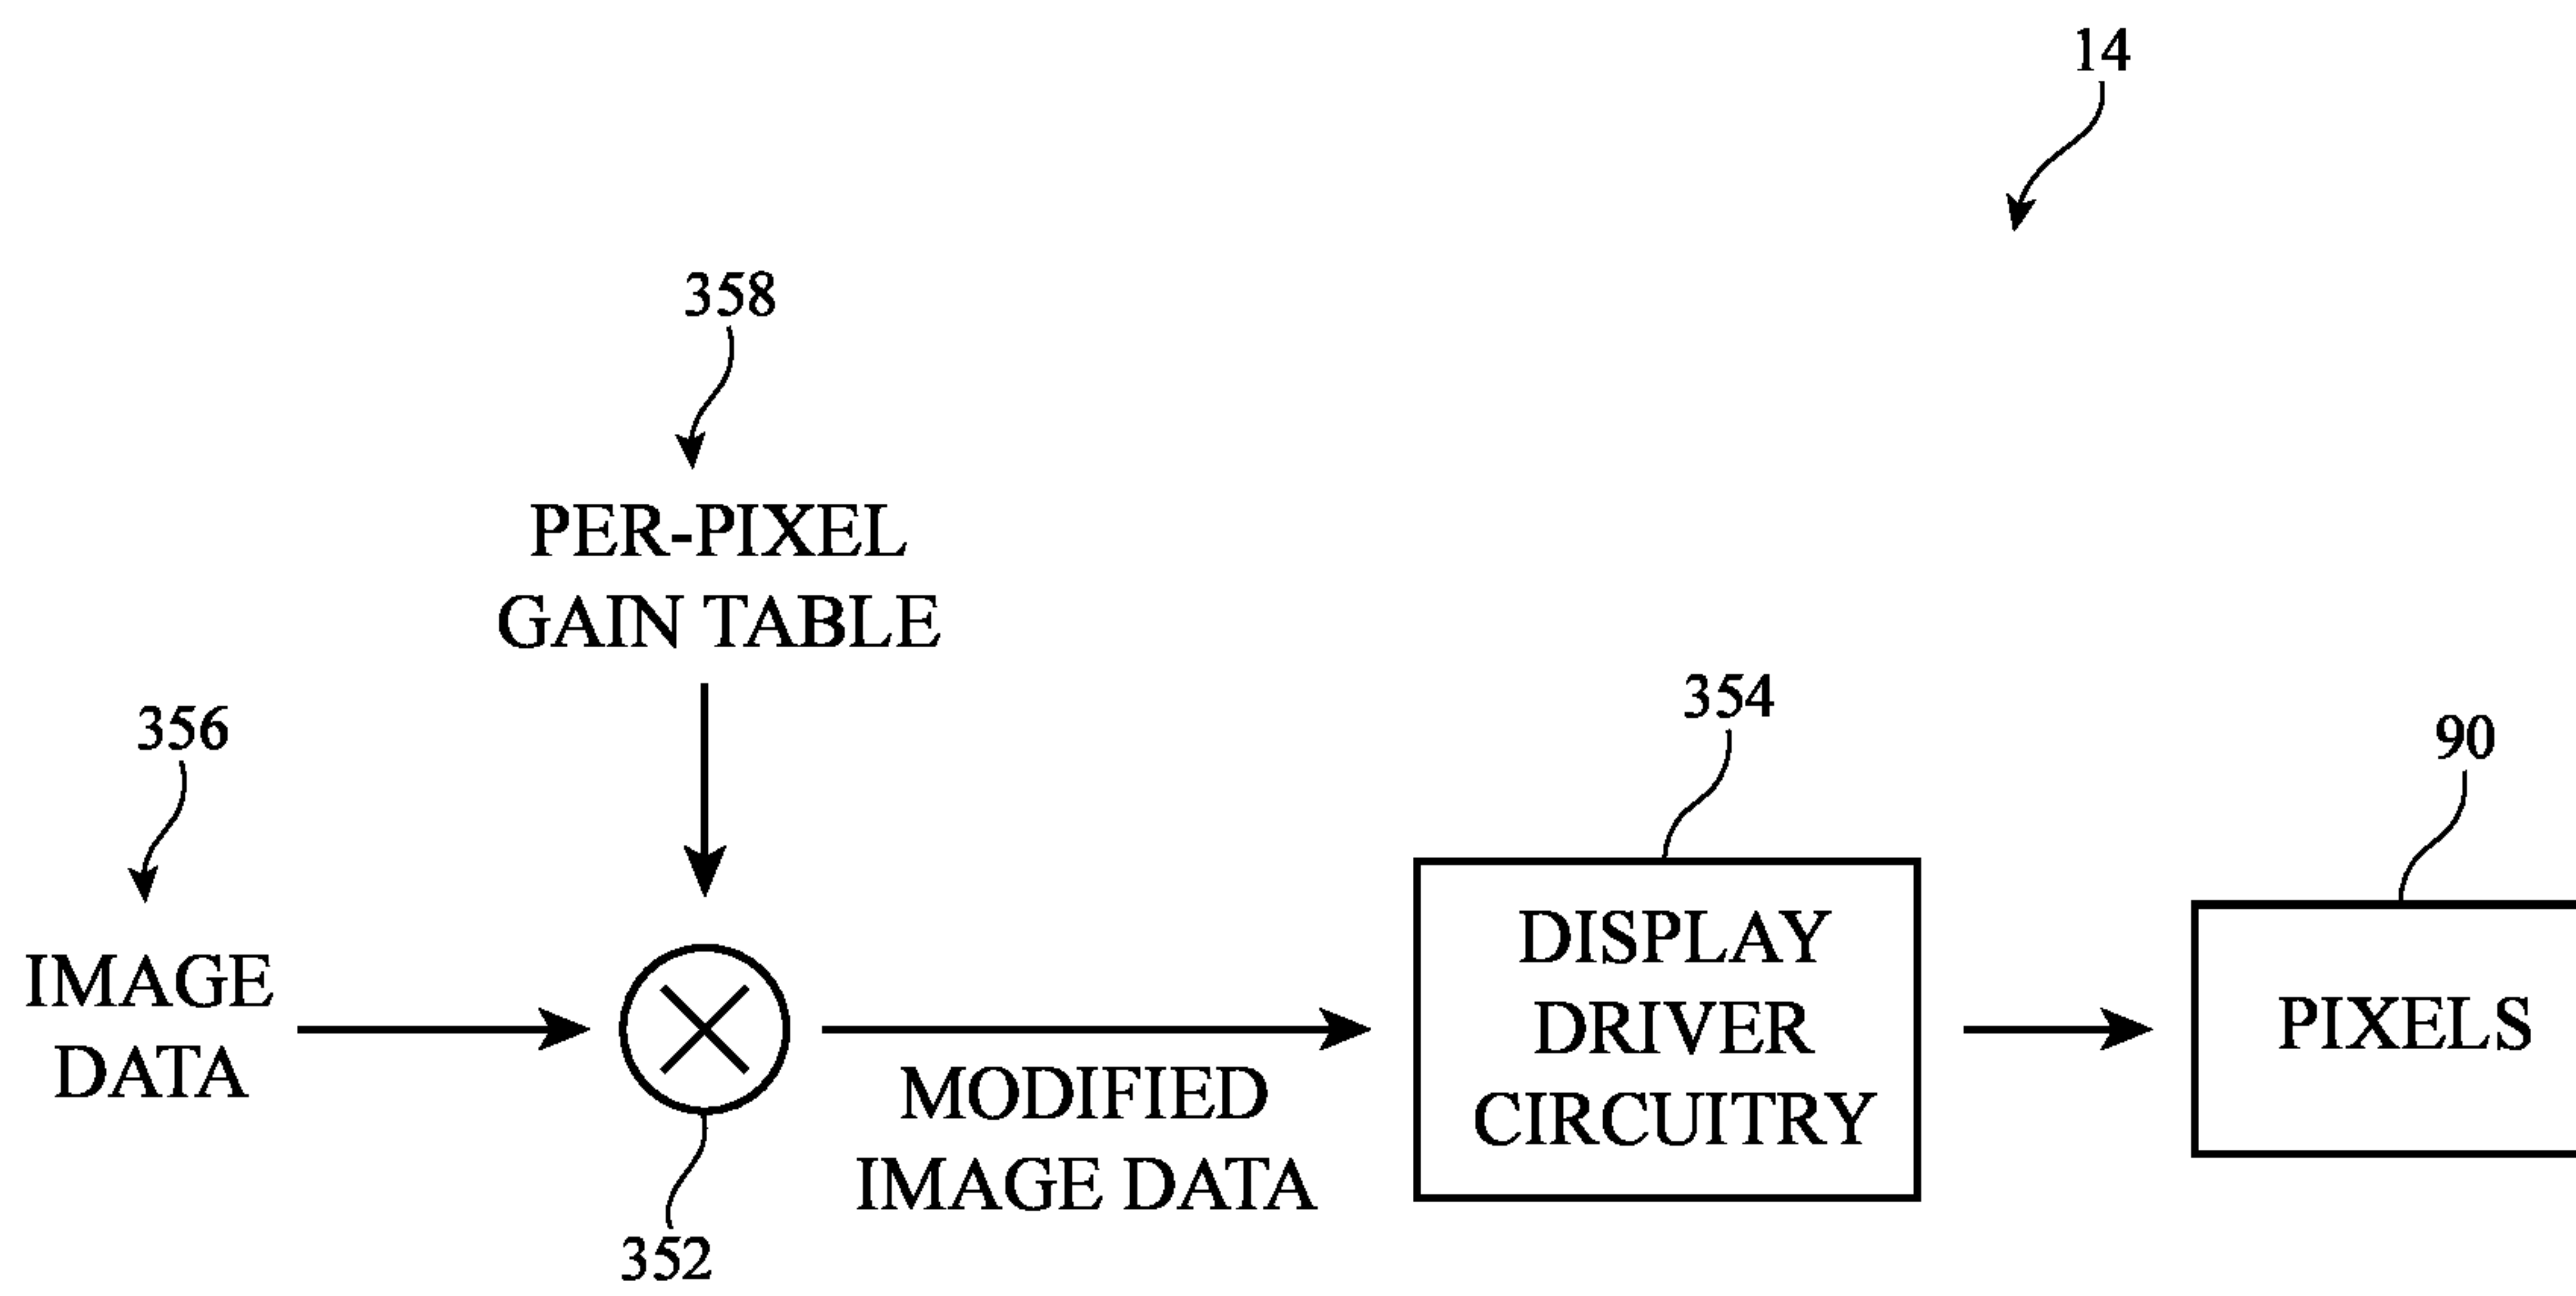 14
358
PER-PIXEL
GAIN TABLE
356
IMAGE
DATA
352
MODIFIED
IMAGE DATA
354
DISPLAY
DRIVER
CIRCUITRY
90
PIXELS